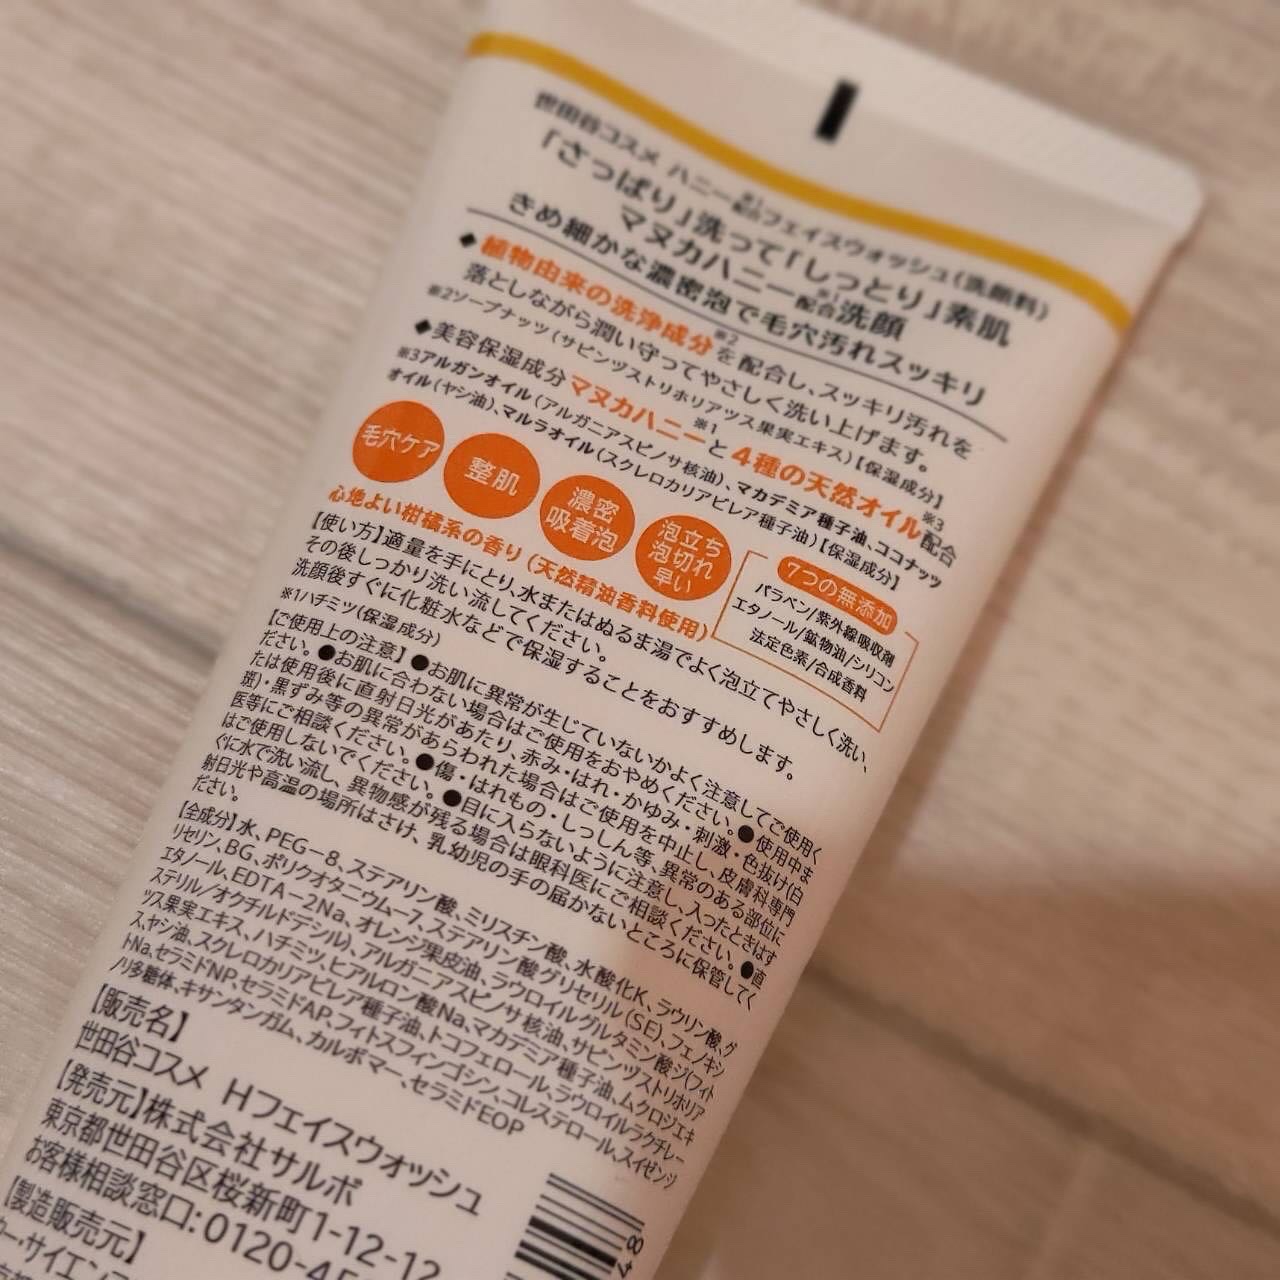 世田谷コスメ ハニー※1配合フェイスウォッシュ(洗顔料)
「さっぱり」洗って「しっとり」素肌
マヌカハニー※1配合洗顔
きめ細かな濃密泡で毛穴汚れスッキリ
◆植物由来の洗浄成分※2を配合し、スッキリ汚れを
落としながら潤い守ってやさしく洗い上げます。
※2ソープナッツ(サピンヅストリホリアツス果実エキス)【保湿成分】
◆美容保湿成分マヌカハニー※1と4種の天然オイル※3配合
※3アルガンオイル(アルガニアスピノサ核油)、マカデミア種子油、ココナッツ
オイル(ヤシ油)、マルラオイル(スクレロカリアビレア種子油)【保湿成分】
毛穴ケア
整肌
濃密
吸着泡
泡立ち
泡切れ
早い
7つの無添加
パラベン/紫外線吸収剤
エタノール/鉱物油/シリコン
法定色素/合成香料
心地よい柑橘系の香り(天然精油香料使用)
【使い方】適量を手にとり、水またはぬるま湯でよく泡立てやさしく洗い、
その後しっかり洗い流してください。
洗顔後すぐに化粧水などで保湿することをおすすめします。
※1ハチミツ(保湿成分)
【ご使用上の注意】●お肌に異常が生じていないかよく注意してご使用く
ださい。●お肌に合わない場合はご使用をおやめください。●使用中ま
たは使用後に直射日光があたり、赤み・はれ・かゆみ・刺激・色抜け(白
斑)・黒ずみ等の異常があらわれた場合はご使用を中止し、皮膚科専門
医等にご相談ください。●傷・はれもの・しっしん等、異常のある部位に
はご使用しないでください。●目に入らないように注意し、入ったときはす
ぐに水で洗い流し、異物感が残る場合は眼科医にご相談ください。●直
射日光や高温の場所はさけ、乳幼児の手の届かないところに保管してく
ださい。
【全成分】水、PEG－8、ステアリン酸、ミリスチン酸、水酸化K、ラウリン酸、グ
リセリン、BG、ポリクオタニウム－7、ステアリン酸グリセリル(SE)、フェノキシ
エタノール、EDTA－2Na、オレンジ果皮油、ラウロイルグルタミン酸ジ(フィト
ステリル/オクチルドデシル)、アルガニアスピノサ核油、サピンヅストリホリア
ツス果実エキス、ハチミツ、ヒアルロン酸Na、マカデミア種子油、ムクロジエキ
ス、ヤシ油、スクレロカリアビレア種子油、トコフェロール、ラウロイルラクチレー
トNa、セラミドNP、セラミドAP、フィトスフィンゴシン、コレステロール、スイゼンジ
ノリ多糖体、キサンタンガム、カルボマー、セラミドEOP
【販売名】
世田谷コスメ Hフェイスウォッシュ
【発売元】株式会社サルボ
東京都世田谷区桜新町1-12-12
お客様相談窓口:0120-45
【製造販売元】
カー・サイエン